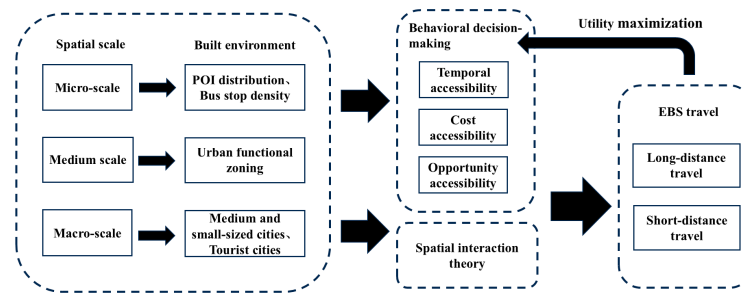 Spatial scale
Built environment
Micro-scale
POI distribution、
Bus stop density
Medium scale
Urban functional
zoning
Macro-scale
Medium and
small-sized cities、
Tourist cities
Behavioral decision-
making
Temporal
accessibility
Cost
accessibility
Opportunity
accessibility
Spatial interaction
theory
Utility maximization
EBS travel
Long-distance
travel
Short-distance
travel